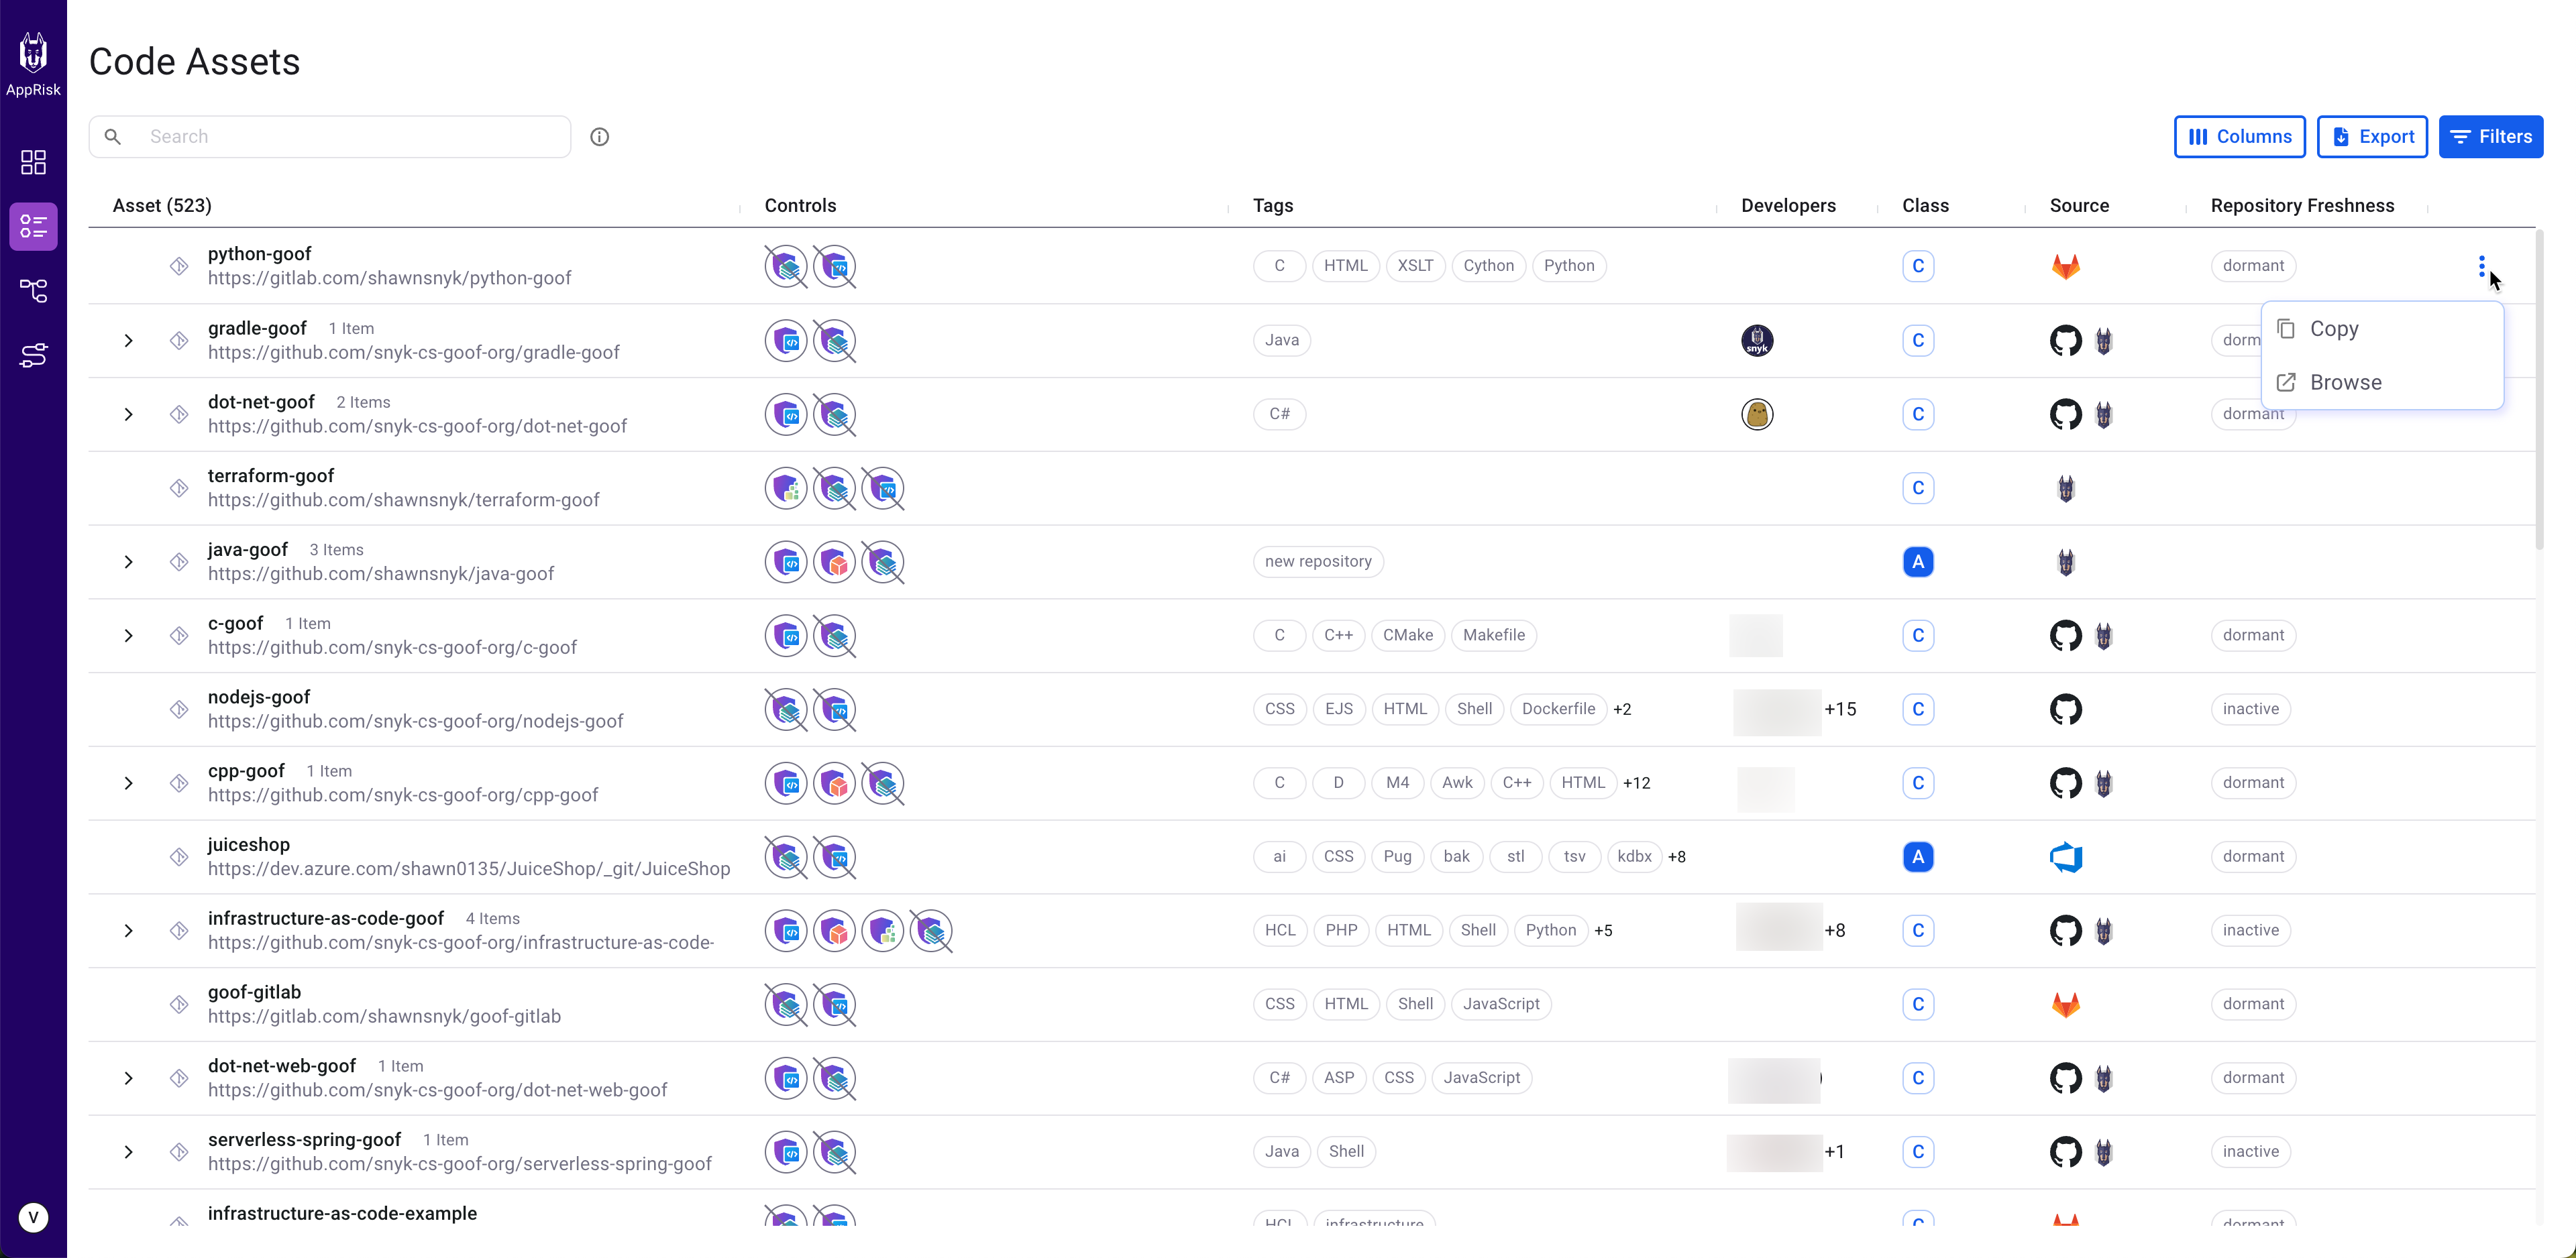 AppRisk
Code Assets
Search
Columns Export Filters
Asset (523) Controls Tags Developers Class Source Repository Freshness
python-goof
https://gitlab.com/shawnsnyk/python-goof
C HTML XSLT Cython Python C dormant
Copy
Browse
gradle-goof 1 Item
https://github.com/snyk-cs-goof-org/gradle-goof
Java snyk C dorm
dot-net-goof 2 Items
https://github.com/snyk-cs-goof-org/dot-net-goof
C# C dormant
terraform-goof
https://github.com/shawnsnyk/terraform-goof
C
java-goof 3 Items
https://github.com/shawnsnyk/java-goof
new repository A
c-goof 1 Item
https://github.com/snyk-cs-goof-org/c-goof
C C++ CMake Makefile C dormant
nodejs-goof
https://github.com/snyk-cs-goof-org/nodejs-goof
CSS EJS HTML Shell Dockerfile +2 +15 C inactive
cpp-goof 1 Item
https://github.com/snyk-cs-goof-org/cpp-goof
C D M4 Awk C++ HTML +12 C dormant
juiceshop
https://dev.azure.com/shawn0135/JuiceShop/_git/JuiceShop
ai CSS Pug bak stl tsv kdbx +8 A dormant
infrastructure-as-code-goof 4 Items
https://github.com/snyk-cs-goof-org/infrastructure-as-code-
HCL PHP HTML Shell Python +5 +8 C inactive
goof-gitlab
https://gitlab.com/shawnsnyk/goof-gitlab
CSS HTML Shell JavaScript C dormant
dot-net-web-goof 1 Item
https://github.com/snyk-cs-goof-org/dot-net-web-goof
C# ASP CSS JavaScript C dormant
serverless-spring-goof 1 Item
https://github.com/snyk-cs-goof-org/serverless-spring-goof
Java Shell +1 C inactive
infrastructure-as-code-example
HCL infrastructure C dormant
V